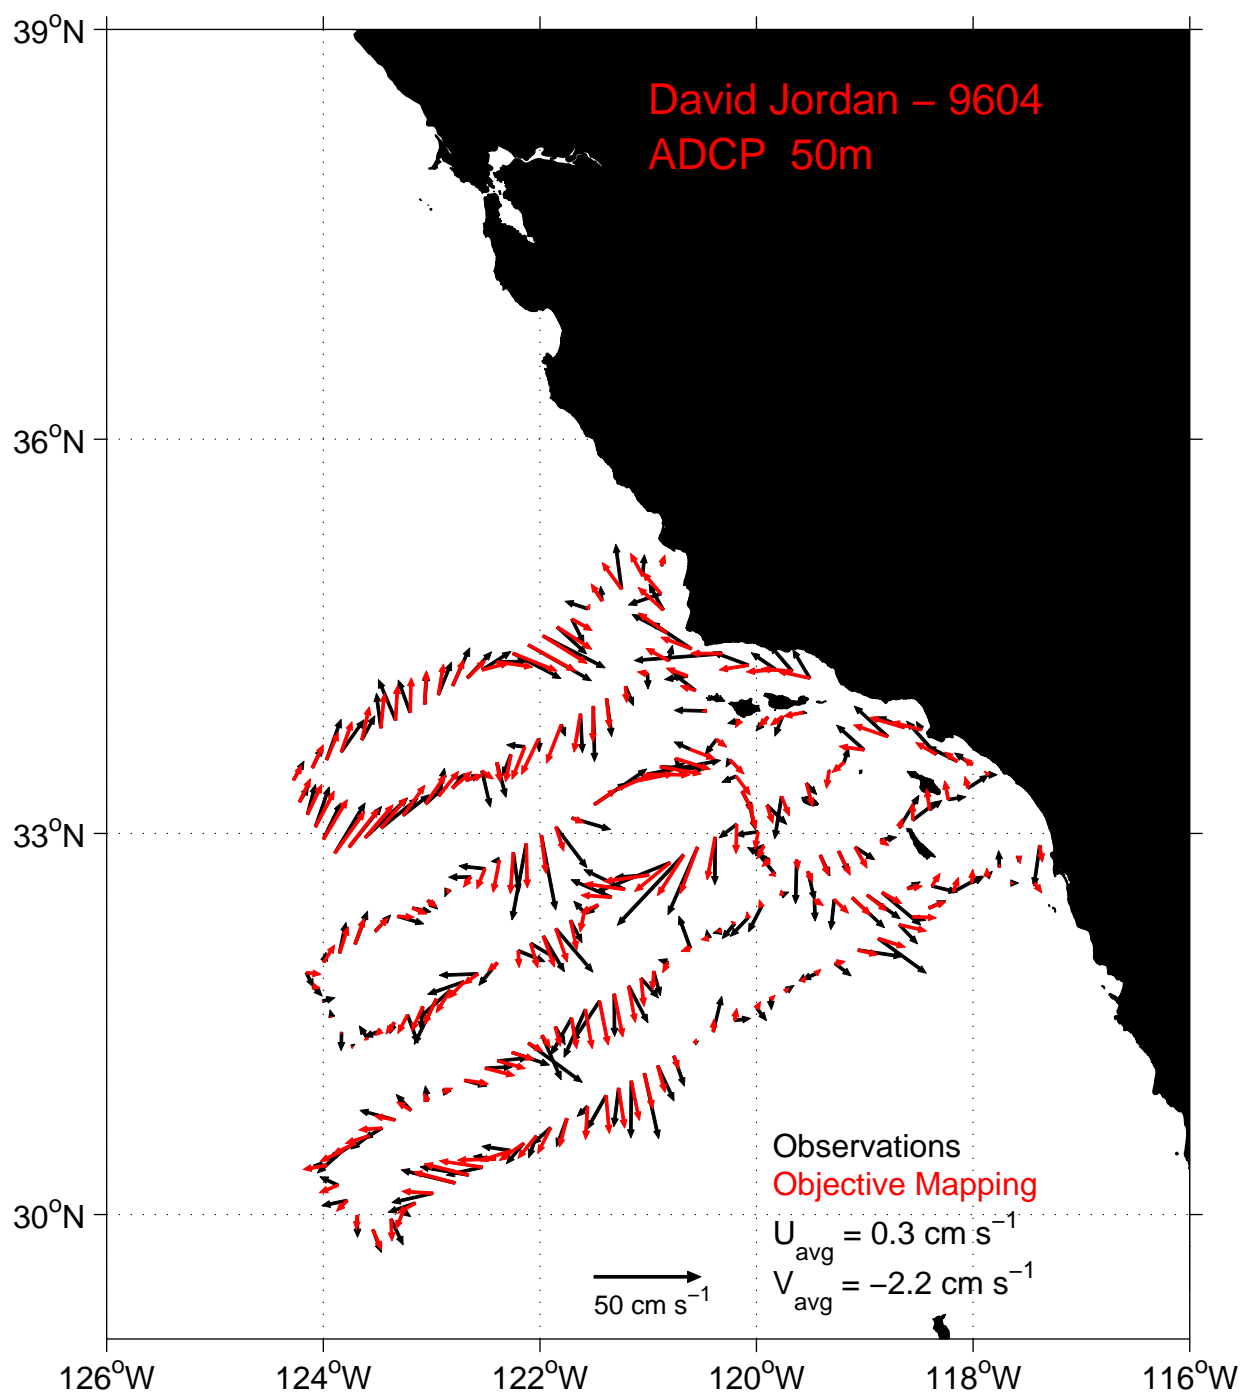 39°N
David Jordan – 9604
ADCP 50m
36°N
33°N
30°N
Observations
Objective Mapping
U_avg = 0.3 cm s⁻¹
V_avg = –2.2 cm s⁻¹
50 cm s⁻¹
126°W 124°W 122°W 120°W 118°W 116°W